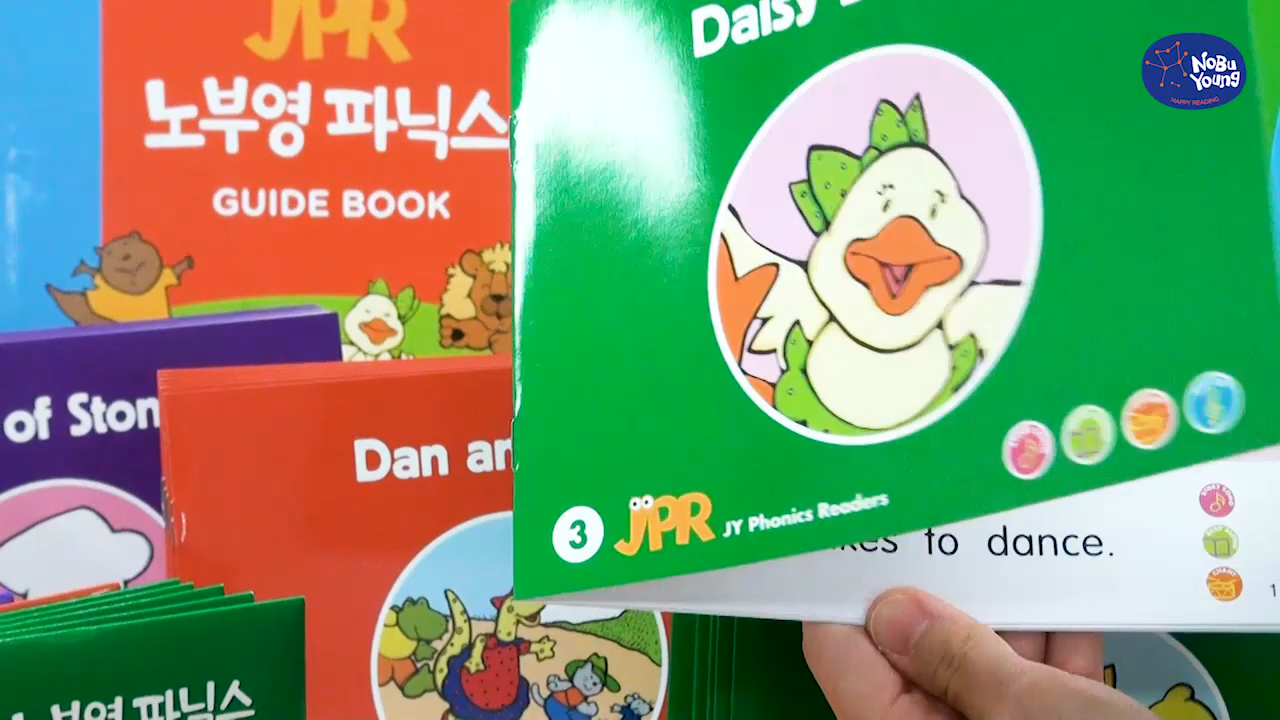 JPR
노부영 파닉스
GUIDE BOOK
Daisy
NoBu
Young
HAPPY READING
of Ston
Dan an
3
JPR
JY Phonics Readers
kes to dance.
1
노부영 파닉스